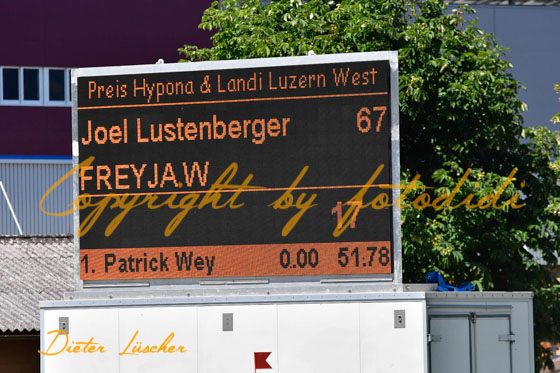 Preis Hypona & Landi Luzern West
Joel Lustenberger 67
FREYJA.W
Copyright by fotodidi
17
1. Patrick Wey 0.00 51.78
Dieter Lüscher